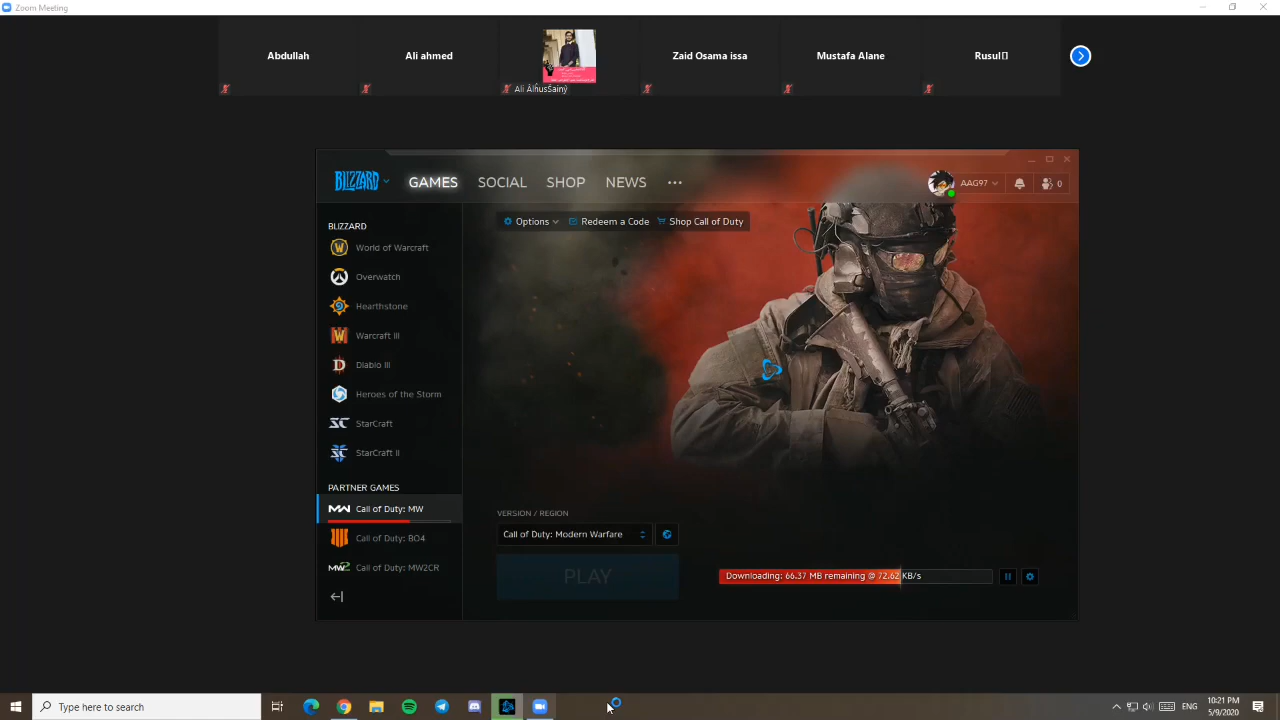 Zoom Meeting
Abdullah
Ali ahmed
Zaid Osama issa
Mustafa Alane
Rusul
BLIZZARD
GAMES
SOCIAL
SHOP
NEWS
AAG97
0
Options
Redeem a Code
Shop Call of Duty
BLIZZARD
World of Warcraft
Overwatch
Hearthstone
Warcraft III
Diablo III
Heroes of the Storm
StarCraft
StarCraft II
PARTNER GAMES
Call of Duty: MW
Call of Duty: BO4
Call of Duty: MW2CR
VERSION / REGION
Call of Duty: Modern Warfare
PLAY
Downloading: 66.37 MB remaining @ 72.62 KB/s
Type here to search
ENG
10:21 PM
5/9/2020